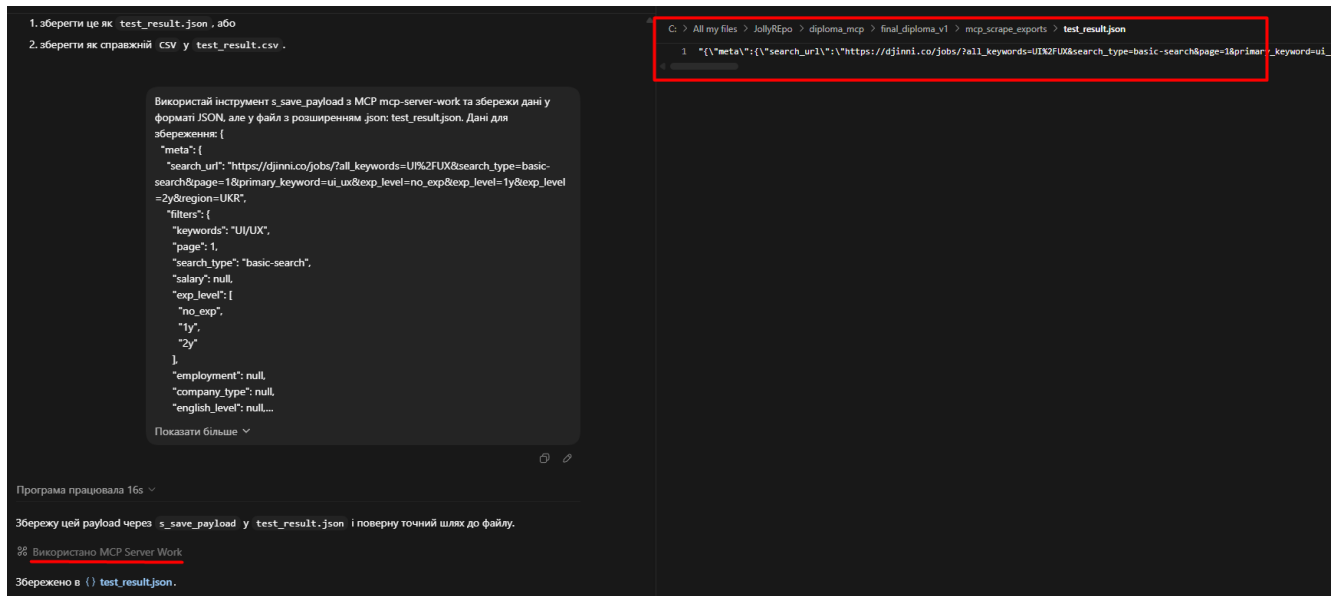 1. зберегти це як test_result.json , або
2. зберегти як справжній CSV у test_result.csv .
Використай інструмент s_save_payload з MCP mcp-server-work та збережи дані у
форматі JSON, але у файл з розширенням .json: test_result.json. Дані для
збереження: {
"meta": {
"search_url": "https://djinni.co/jobs/?all_keywords=UI%2FUX&search_type=basic-
search&page=1&primary_keyword=ui_ux&exp_level=no_exp&exp_level=1y&exp_level
=2y&region=UKR",
"filters": {
"keywords": "UI/UX",
"page": 1,
"search_type": "basic-search",
"salary": null,
"exp_level": [
"no_exp",
"1y",
"2y"
],
"employment": null,
"company_type": null,
"english_level": null,...
Показати більше
Програма працювала 16s
Збережу цей payload через s_save_payload у test_result.json і поверну точний шлях до файлу.
Використано MCP Server Work
Збережено в {} test_result.json.
C: > All my files > JollyREpo > diploma_mcp > final_diploma_v1 > mcp_scrape_exports > test_result.json
1 "{\"meta\":{\"search_url\":\"https://djinni.co/jobs/?all_keywords=UI%2FUX&search_type=basic-search&page=1&primary_keyword=ui_